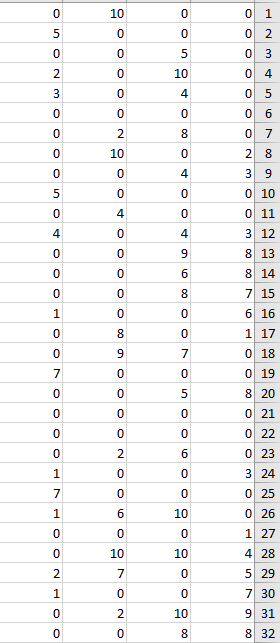 0 10 0 0 1
5 0 0 0 2
0 0 5 0 3
2 0 10 0 4
3 0 4 0 5
0 0 0 0 6
0 2 8 0 7
0 10 0 2 8
0 0 4 3 9
5 0 0 0 10
0 4 0 0 11
4 0 4 3 12
0 0 9 8 13
0 0 6 8 14
0 0 8 7 15
1 0 0 6 16
0 8 0 1 17
0 9 7 0 18
7 0 0 0 19
0 0 5 8 20
0 0 0 0 21
0 0 0 0 22
0 2 6 0 23
1 0 0 3 24
7 0 0 0 25
1 6 10 0 26
0 0 0 1 27
0 10 10 4 28
2 7 0 5 29
1 0 0 7 30
0 2 10 9 31
0 0 8 8 32